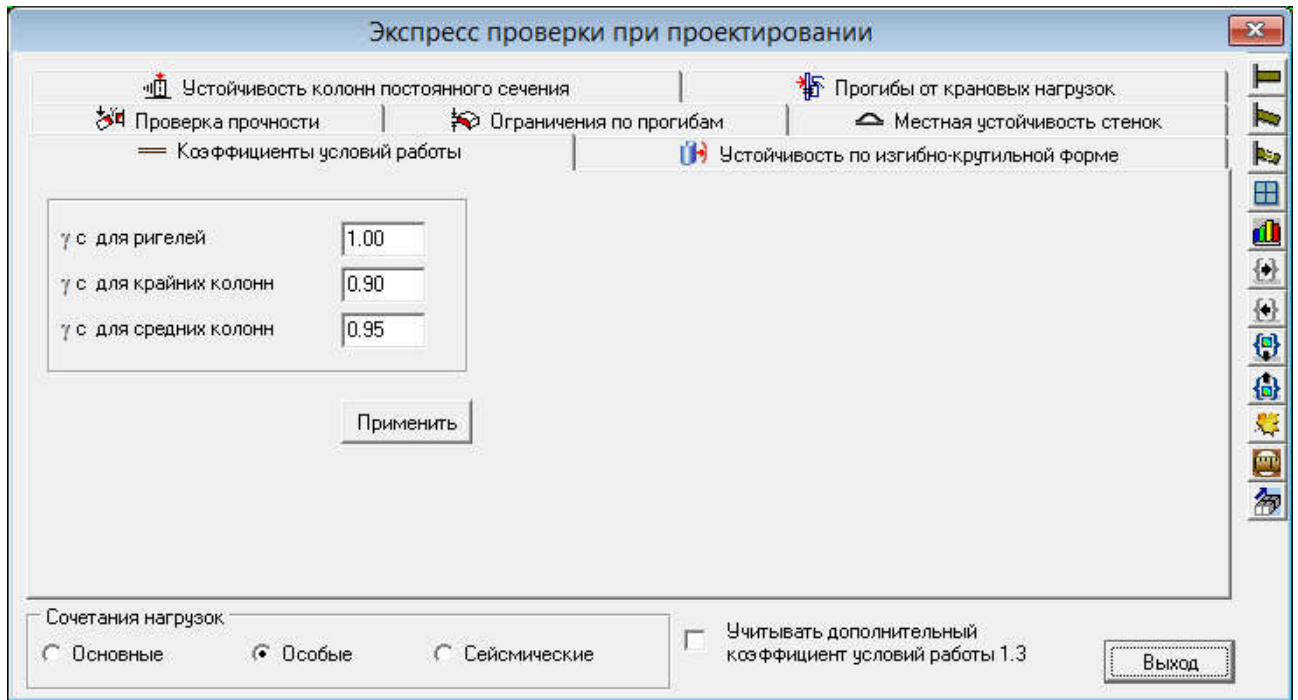 Экспресс проверки при проектировании
Устойчивость колонн постоянного сечения
Прогибы от крановых нагрузок
Проверка прочности
Ограничения по прогибам
Местная устойчивость стенок
Коэффициенты условий работы
Устойчивость по изгибно-крутильной форме
γ с для ригелей 1.00
γ с для крайних колонн 0.90
γ с для средних колонн 0.95
Применить
Сочетания нагрузок
Основные
Особые
Сейсмические
Учитывать дополнительный
коэффициент условий работы 1.3
Выход